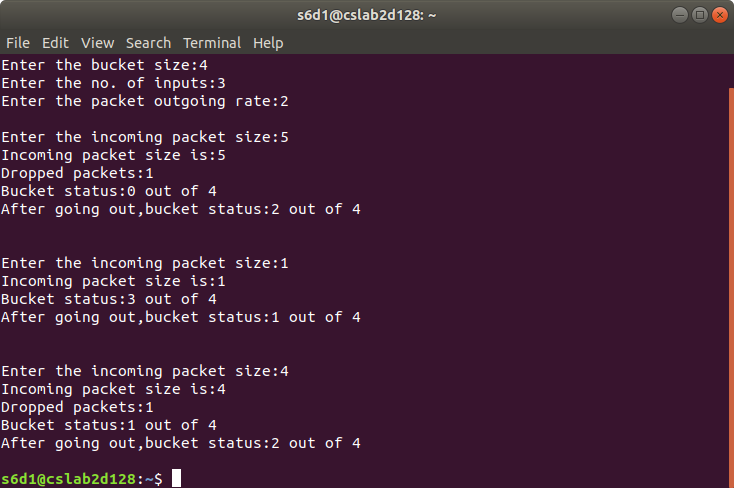 s6d1@cslab2d128: ~
File Edit View Search Terminal Help
Enter the bucket size:4
Enter the no. of inputs:3
Enter the packet outgoing rate:2
Enter the incoming packet size:5
Incoming packet size is:5
Dropped packets:1
Bucket status:0 out of 4
After going out,bucket status:2 out of 4
Enter the incoming packet size:1
Incoming packet size is:1
Bucket status:3 out of 4
After going out,bucket status:1 out of 4
Enter the incoming packet size:4
Incoming packet size is:4
Dropped packets:1
Bucket status:1 out of 4
After going out,bucket status:2 out of 4
s6d1@cslab2d128:~$